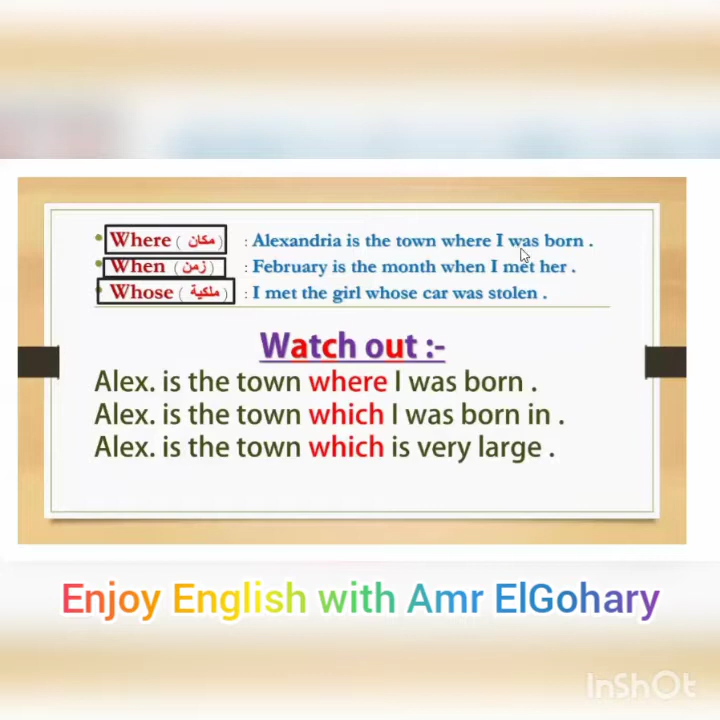 • Where ( مكان ) : Alexandria is the town where I was born .
• When ( زمن ) : February is the month when I met her .
• Whose ( ملكية ) : I met the girl whose car was stolen .
Watch out :-
Alex. is the town where I was born .
Alex. is the town which I was born in .
Alex. is the town which is very large .
Enjoy English with Amr ElGohary
InShOt